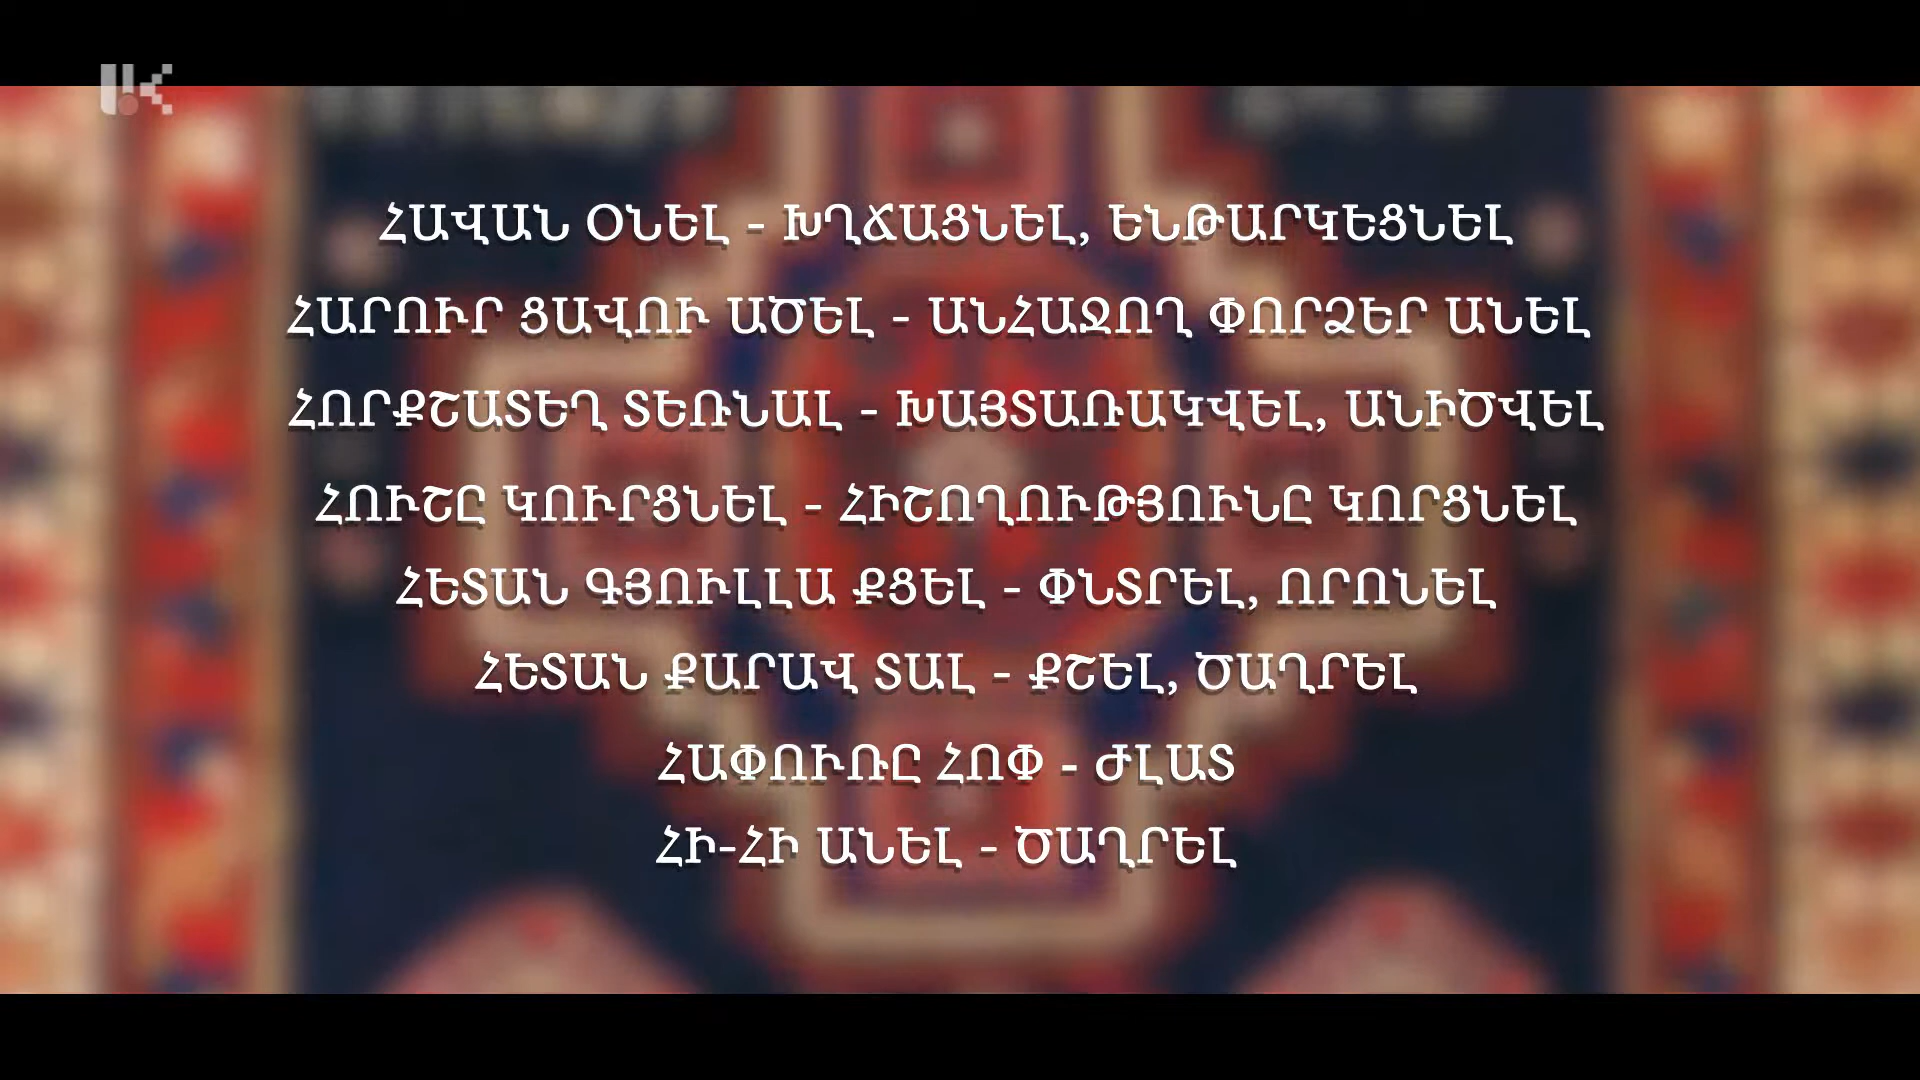 ՀԱՎԱՆ ՕՆԵԼ - ԽՂՃԱՑՆԵԼ, ԵՆԹԱՐԿԵՑՆԵԼ
ՀԱՐՈՒՐ ՑԱՎՈՒ ԱԾԵԼ - ԱՆՀԱՋՈՂ ՓՈՐՁԵՐ ԱՆԵԼ
ՀՈՐՔՇԱՏԵՂ ՏԵՌՆԱԼ - ԽԱՅՏԱՌԱԿՎԵԼ, ԱՆԻԾՎԵԼ
ՀՈՒՇԸ ԿՈՒՐՑՆԵԼ - ՀԻՇՈՂՈՒԹՅՈՒՆԸ ԿՈՐՑՆԵԼ
ՀԵՏԱՆ ԳՅՈՒԼԼԱ ՔՑԵԼ - ՓՆՏՐԵԼ, ՈՐՈՆԵԼ
ՀԵՏԱՆ ՔԱՐԱՎ ՏԱԼ - ՔՇԵԼ, ԾԱՂՐԵԼ
ՀԱՓՈՒՌԸ ՀՈՓ - ԺԼԱՏ
ՀԻ-ՀԻ ԱՆԵԼ - ԾԱՂՐԵԼ